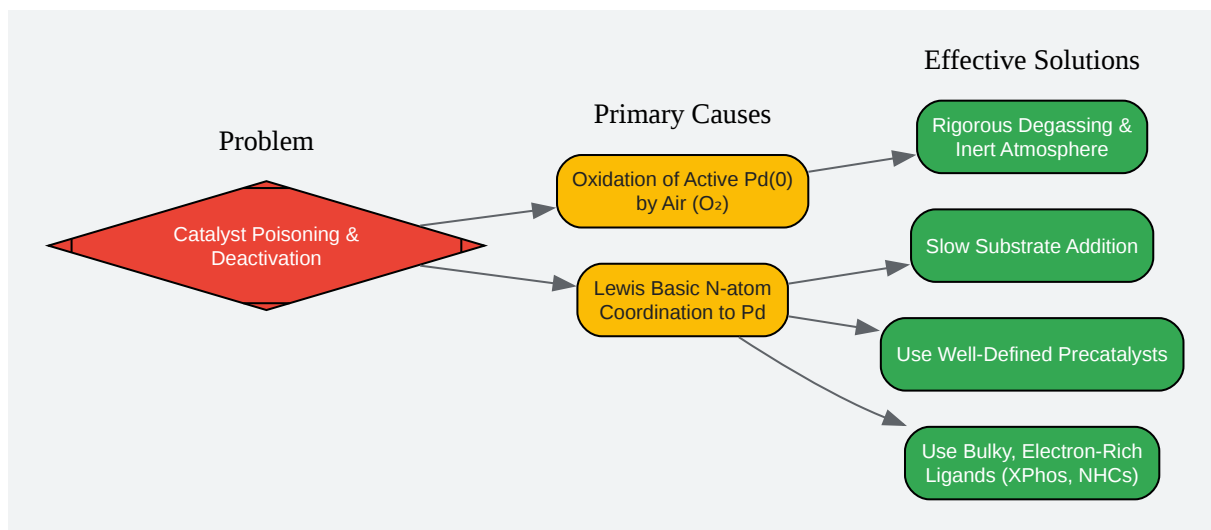 Problem
Catalyst Poisoning &
Deactivation
Primary Causes
Oxidation of Active Pd(0)
by Air (O₂)
Lewis Basic N-atom
Coordination to Pd
Effective Solutions
Rigorous Degassing &
Inert Atmosphere
Slow Substrate Addition
Use Well-Defined Precatalysts
Use Bulky, Electron-Rich
Ligands (XPhos, NHCs)